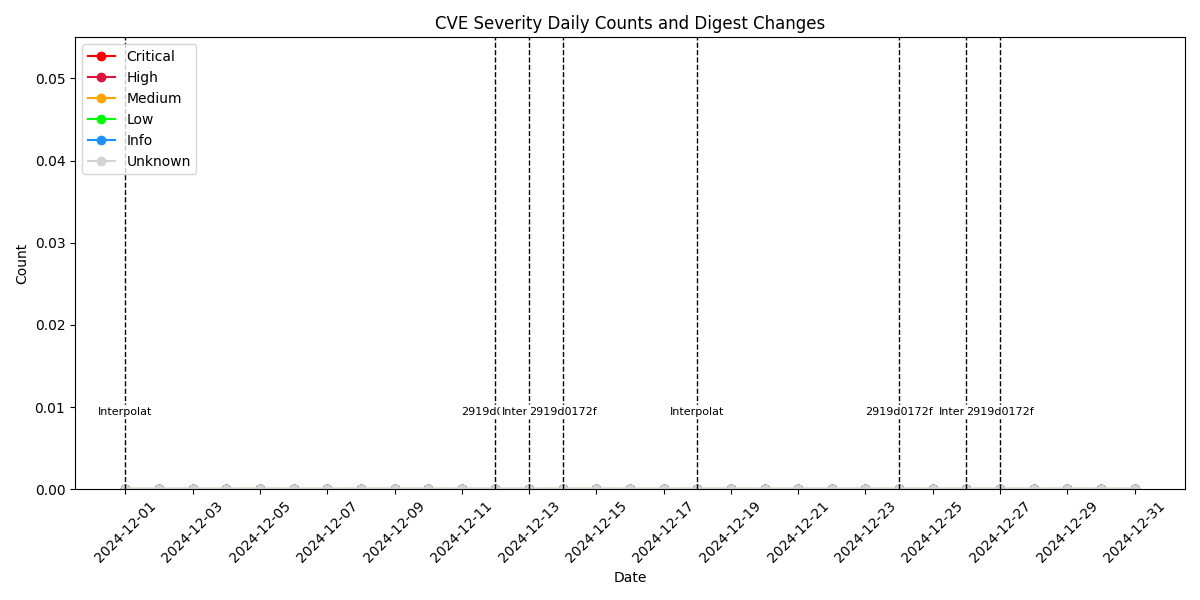 CVE Severity Daily Counts and Digest Changes
Critical
High
Medium
Low
Info
Unknown
0.05
0.04
0.03
0.02
0.01
0.00
Count
Interpolat
2919d0
Inter
2919d0172f
Interpolat
2919d0172f
Inter
2919d0172f
2024-12-01
2024-12-03
2024-12-05
2024-12-07
2024-12-09
2024-12-11
2024-12-13
2024-12-15
2024-12-17
2024-12-19
2024-12-21
2024-12-23
2024-12-25
2024-12-27
2024-12-29
2024-12-31
Date